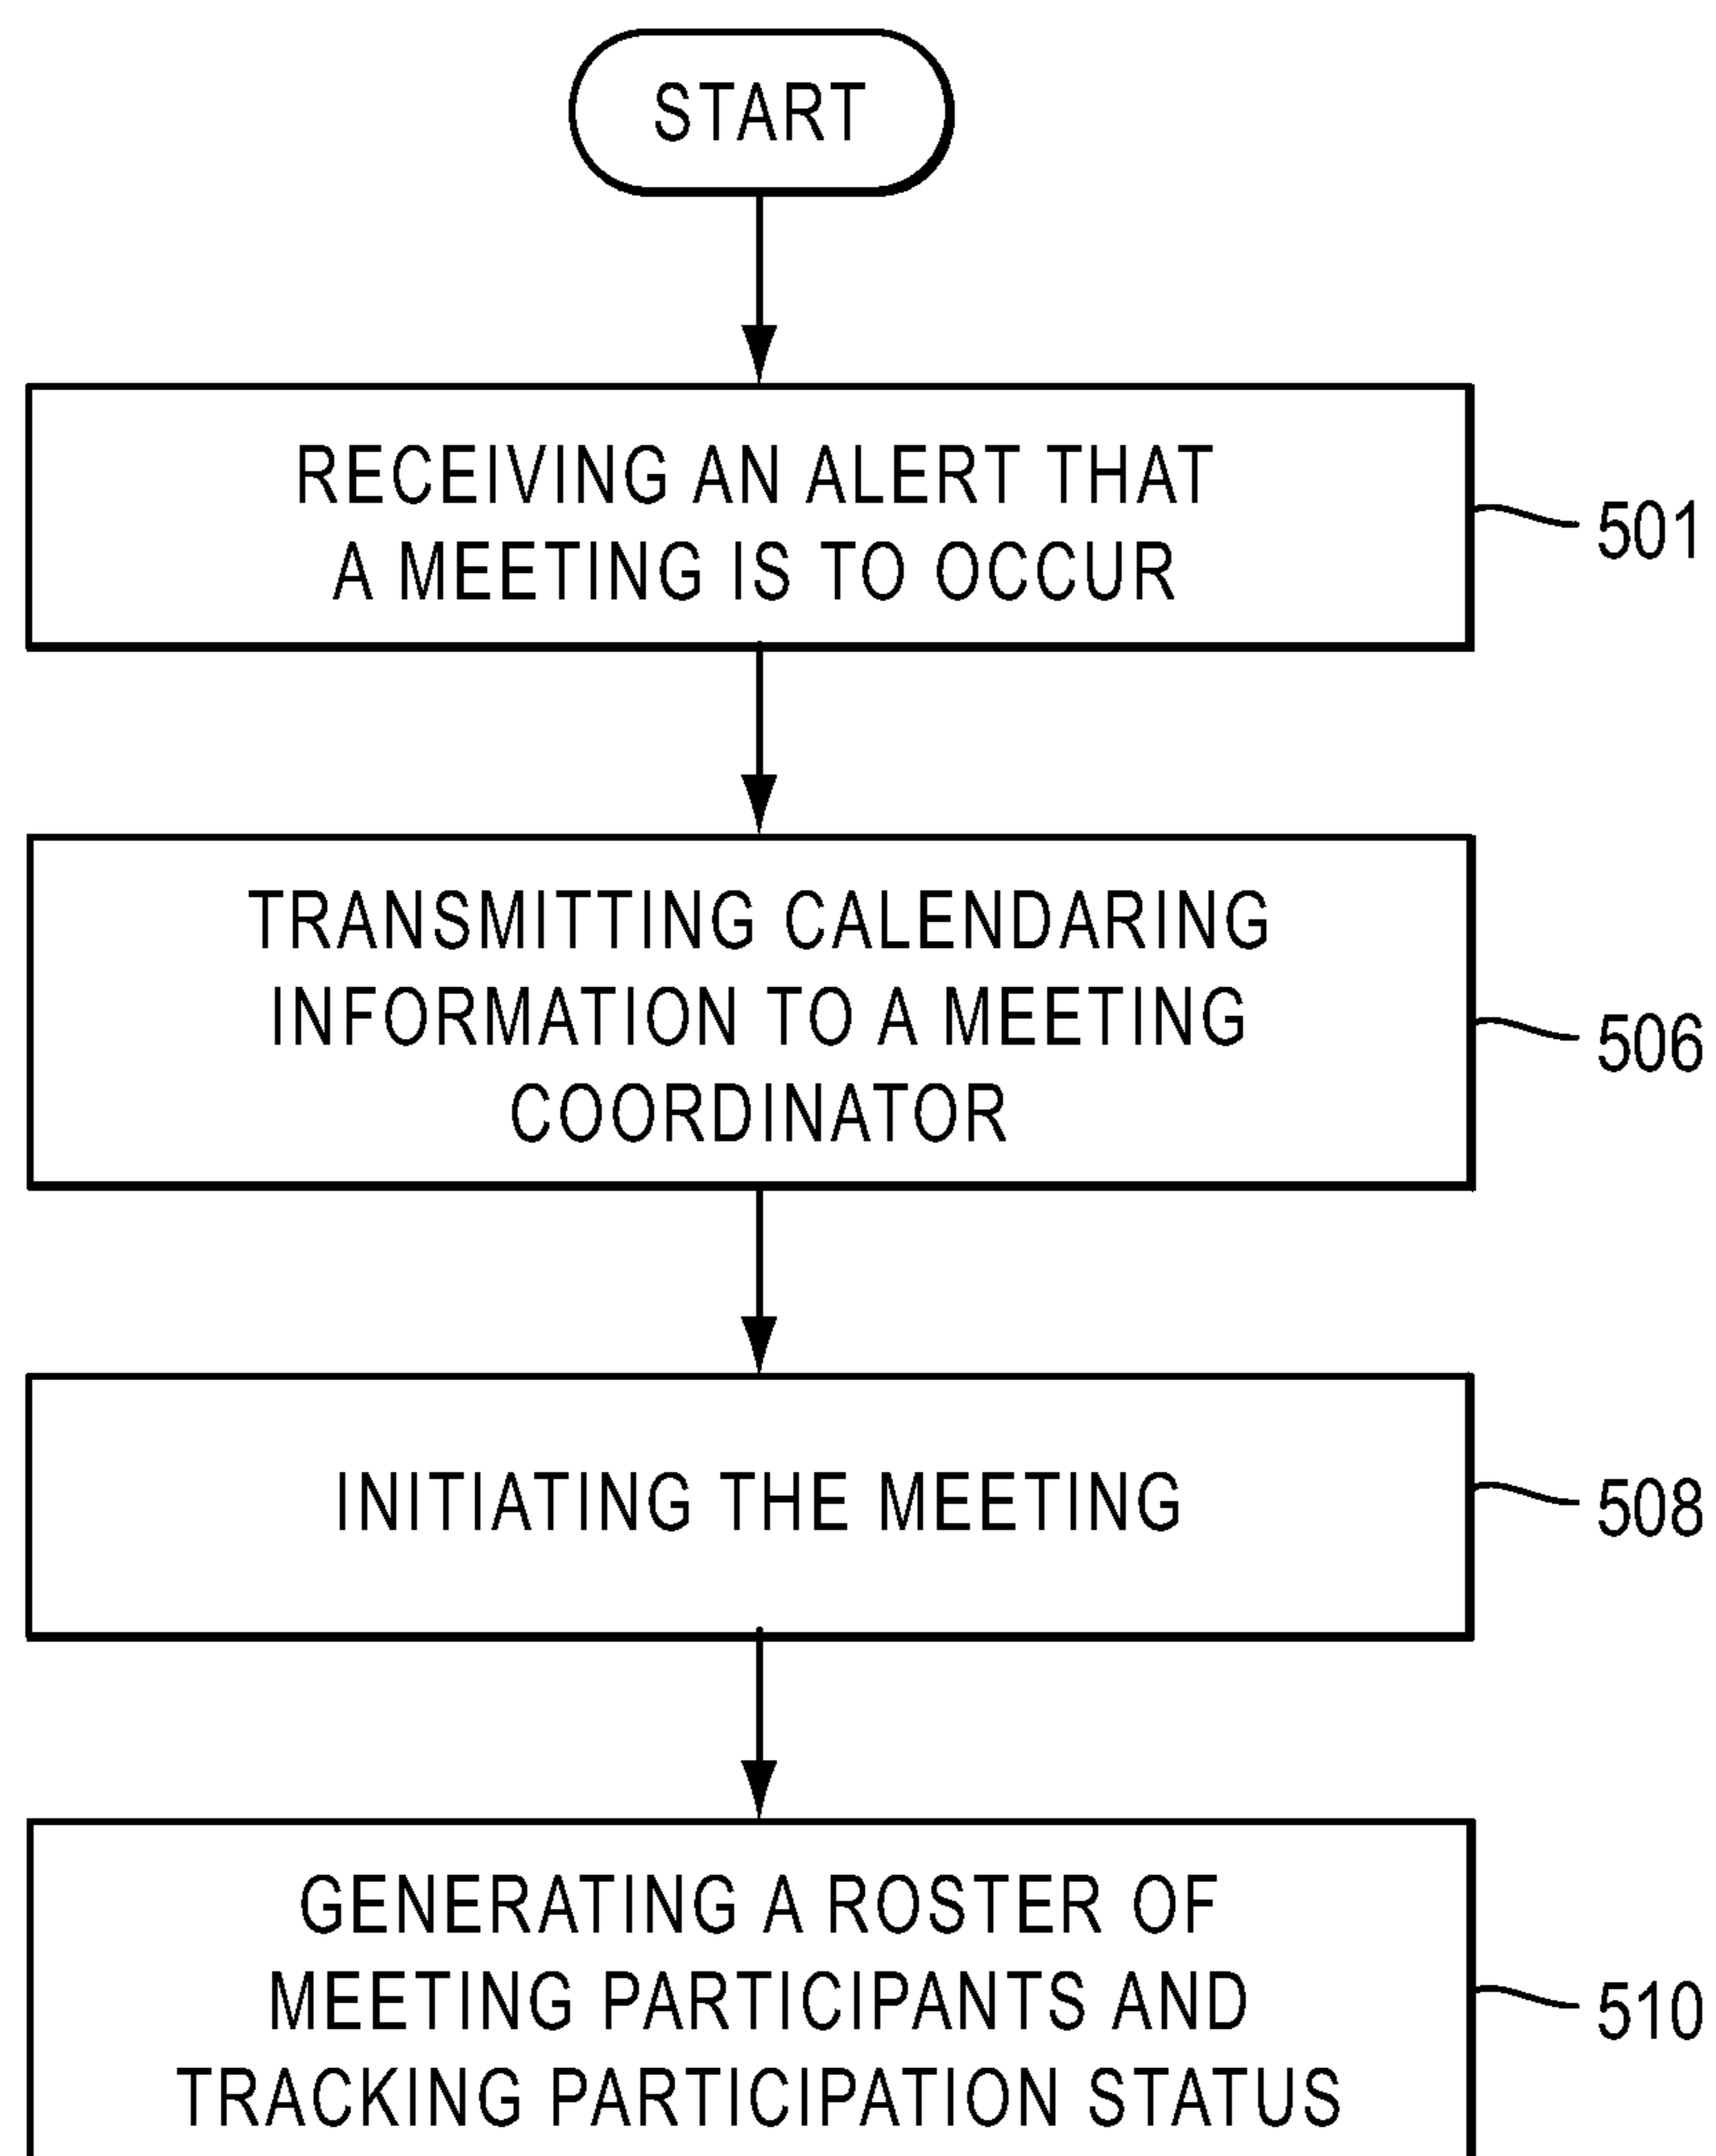 START
RECEIVING AN ALERT THAT
A MEETING IS TO OCCUR
501
TRANSMITTING CALENDARING
INFORMATION TO A MEETING
COORDINATOR
506
INITIATING THE MEETING
508
GENERATING A ROSTER OF
MEETING PARTICIPANTS AND
TRACKING PARTICIPATION STATUS
510